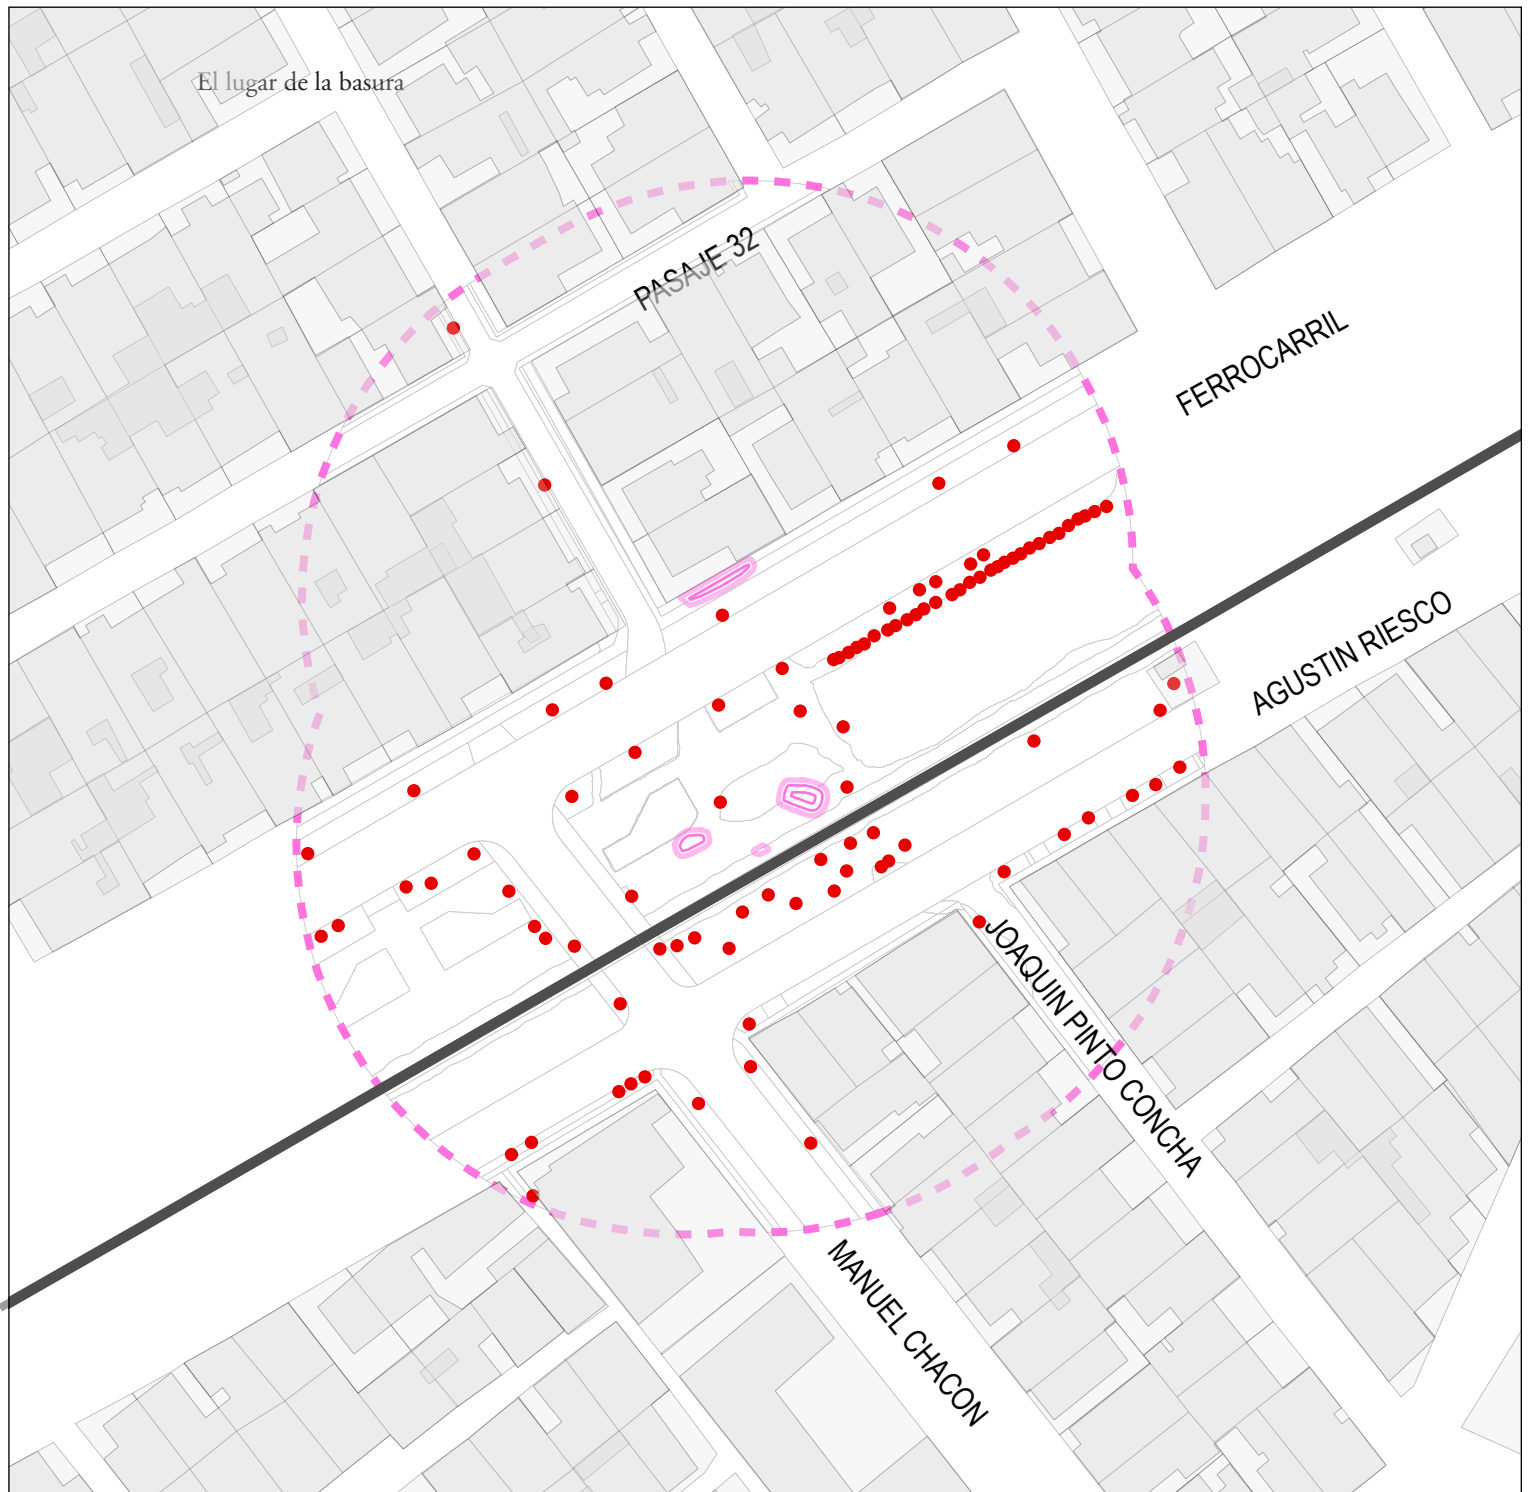 El lugar de la basura
PASAJE 32
FERROCARRIL
AGUSTIN RIESCO
JOAQUIN PINTO CONCHA
MANUEL CHACON